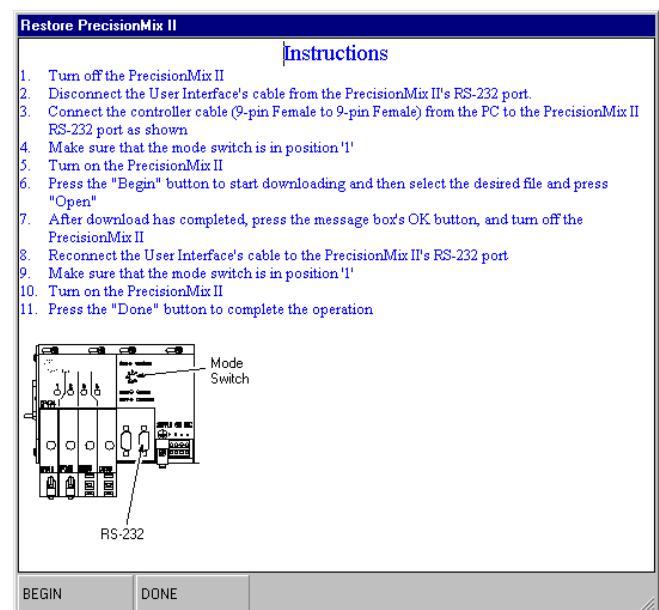 Restore PrecisionMix II
Instructions
1. Turn off the PrecisionMix II
2. Disconnect the User Interface's cable from the PrecisionMix II's RS-232 port.
3. Connect the controller cable (9-pin Female to 9-pin Female) from the PC to the PrecisionMix II
RS-232 port as shown
4. Make sure that the mode switch is in position '1'
5. Turn on the PrecisionMix II
6. Press the "Begin" button to start downloading and then select the desired file and press
"Open"
7. After download has completed, press the message box's OK button, and turn off the
PrecisionMix II
8. Reconnect the User Interface's cable to the PrecisionMix II's RS-232 port
9. Make sure that the mode switch is in position '1'
10. Turn on the PrecisionMix II
11. Press the "Done" button to complete the operation
Mode
Switch
RS-232
BEGIN
DONE